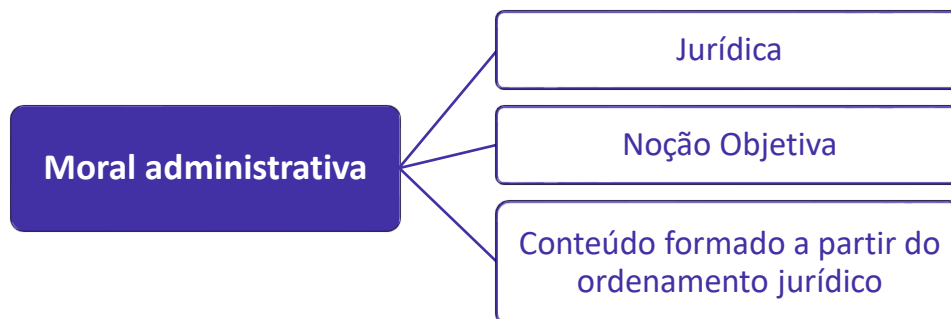 Jurídica
Moral administrativa
Noção Objetiva
Conteúdo formado a partir do
ordenamento jurídico